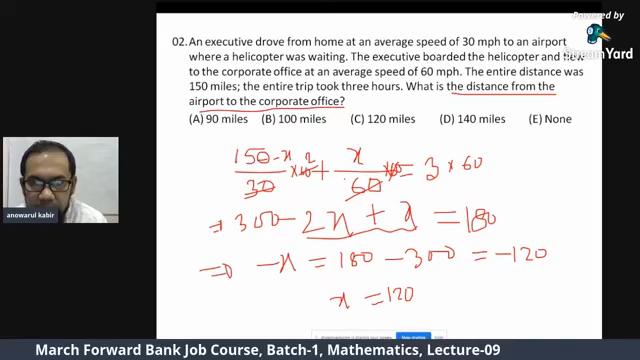 Powered by
StreamYard
02. An executive drove from home at an average speed of 30 mph to an airport
where a helicopter was waiting. The executive boarded the helicopter and flew
to the corporate office at an average speed of 60 mph. The entire distance was
150 miles; the entire trip took three hours. What is the distance from the
airport to the corporate office?
(A) 90 miles (B) 100 miles (C) 120 miles (D) 140 miles (E) None
150-x/30 × 60 2 + x/60 × 60 = 3 × 60
⇒ 300 - 2x + x = 180
⇒ -x = 180 - 300 = -120
x = 120
anowarul kabir
March Forward Bank Job Course, Batch-1, Mathematics, Lecture-09